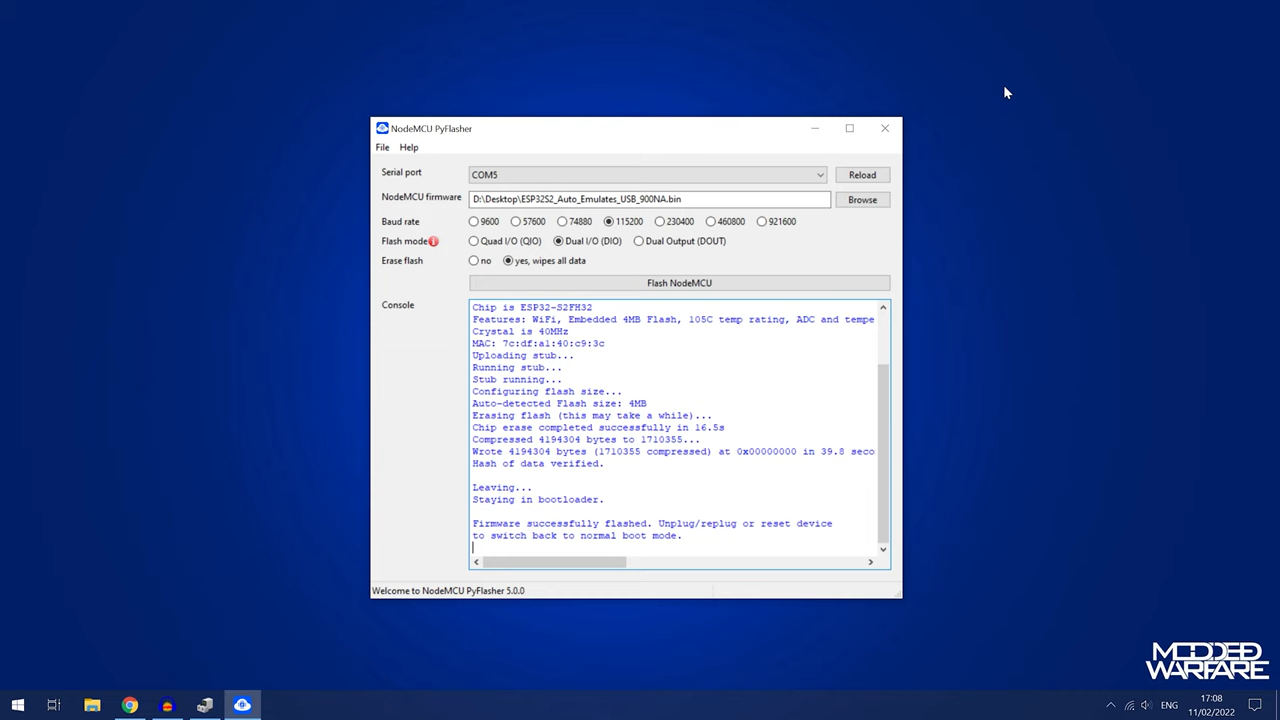 NodeMCU PyFlasher
File Help
Serial port
COM5
Reload
NodeMCU firmware
D:\Desktop\ESP32S2_Auto_Emulates_USB_900NA.bin
Browse
Baud rate
9600 57600 74880 115200 230400 460800 921600
Flash mode
Quad I/O (QIO) Dual I/O (DIO) Dual Output (DOUT)
Erase flash
no yes, wipes all data
Flash NodeMCU
Console
Chip is ESP32-S2FH32
Features: WiFi, Embedded 4MB Flash, 105C temp rating, ADC and tempe
Crystal is 40MHz
MAC: 7c:df:a1:40:c9:3c
Uploading stub...
Running stub...
Stub running...
Configuring flash size...
Auto-detected Flash size: 4MB
Erasing flash (this may take a while)...
Chip erase completed successfully in 16.5s
Compressed 4194304 bytes to 1710355...
Wrote 4194304 bytes (1710355 compressed) at 0x00000000 in 39.8 seco
Hash of data verified.
Leaving...
Staying in bootloader.
Firmware successfully flashed. Unplug/replug or reset device
to switch back to normal boot mode.
Welcome to NodeMCU PyFlasher 5.0.0
MODDED
WARFARE
ENG
17:08
11/02/2022